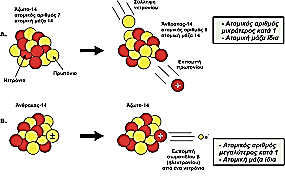 Άζωτο-14
ατομικός αριθμός 7
ατομική μάζα 14
Σύλληψη
νετρονίου
Άνθρακας-14
ατομικός αριθμός 6
ατομική μάζα 14
- Ατομικός αριθμός
μικρότερος κατά 1
- Ατομική μάζα ίδια
Α.
Νετρόνιο
Πρωτόνιο
Εκπομπή
πρωτονίου
+
Άνθρακας-14
Άζωτο-14
Β.
±
+
e-
Εκπομπή
σωματιδίου β
(ηλεκτρονίου)
από ένα νετρόνιο
- Ατομικός αριθμός
μεγαλύτερος κατά 1
- Ατομική μάζα ίδια